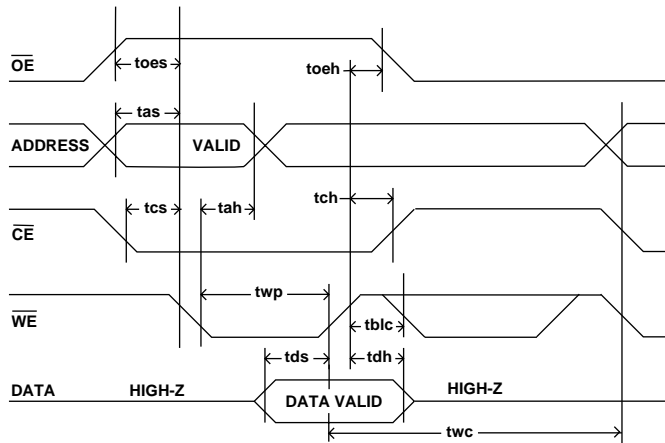 OE
toes
toeh
tas
ADDRESS
VALID
tcs
tah
tch
CE
twp
WE
tblc
tds
tdh
DATA
HIGH-Z
DATA VALID
HIGH-Z
twc